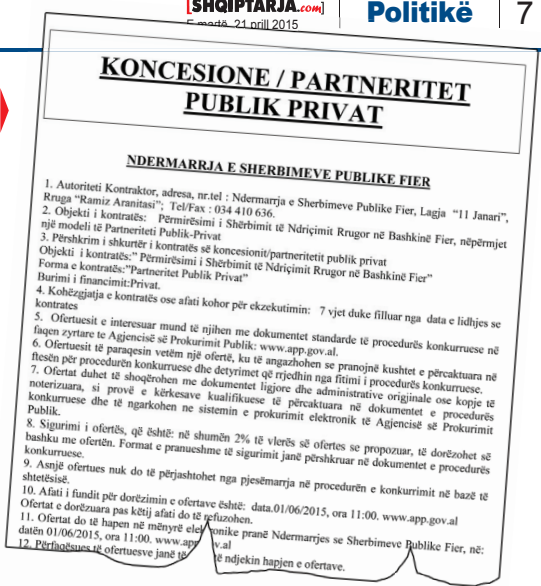 [SHQIPTARJA.com]
E martë, 21 prill 2015
Politikë 7
KONCESIONE / PARTNERITET
PUBLIK PRIVAT
NDERMARRJA E SHERBIMEVE PUBLIKE FIER
1. Autoriteti Kontraktor, adresa, nr.tel : Ndermarrja e Sherbimeve Publike Fier, Lagja "11 Janari",
Rruga "Ramiz Aranitasi"; Tel/Fax : 034 410 636.
2. Objekti i kontratës: Përmirësimi i Shërbimit të Ndriçimit Rrugor në Bashkinë Fier, nëpërmjet
një modeli të Partneriteti Publik-Privat
3. Përshkrim i shkurtër i kontratës së koncesionit/partneritetit publik privat
Objekti i kontratës:" Përmirësimi i Shërbimit të Ndriçimit Rrugor në Bashkinë Fier"
Forma e kontratës:"Partneritet Publik Privat"
Burimi i financimit:Privat.
4. Kohëzgjatja e kontratës ose afati kohor për ekzekutimin: 7 vjet duke filluar nga data e lidhjes se
kontrates
5. Ofertuesit e interesuar mund të njihen me dokumentet standarde të procedurës konkurruese në
faqen zyrtare te Agjencisë së Prokurimit Publik: www.app.gov.al.
6. Ofertuesit të paraqesin vetëm një ofertë, ku të angazhohen se pranojnë kushtet e përcaktuara në
ftesën për procedurën konkurruese dhe detyrimet që rrjedhin nga fitimi i procedurës konkurruese.
7. Ofertat duhet të shoqërohen me dokumentet ligjore dhe administrative origjinale ose kopje të
noterizuara, si provë e kërkesave kualifikuese të përcaktuara në dokumentet e procedurës
konkurruese dhe të ngarkohen ne sistemin e prokurimit elektronik të Agjencisë së Prokurimit
Publik.
8. Sigurimi i ofertës, që është: në shumën 2% të vlerës së ofertes se propozuar, të dorëzohet së
bashku me ofertën. Format e pranueshme të sigurimit janë përshkruar në dokumentet e procedurës
konkurruese.
9. Asnjë ofertues nuk do të përjashtohet nga pjesëmarrja në procedurën e konkurrimit në bazë të
shtetësisë.
10. Afati i fundit për dorëzimin e ofertave është: data.01/06/2015, ora 11:00. www.app.gov.al
Ofertat e dorëzuara pas këtij afati do të refuzohen.
11. Ofertat do të hapen në mënyrë elektronike pranë Ndermarrjes se Sherbimeve Publike Fier, në:
datën 01/06/2015, ora 11:00. www.app v.al
12. Përfaqësues të ofertuesve janë të të ndjekin hapjen e ofertave.